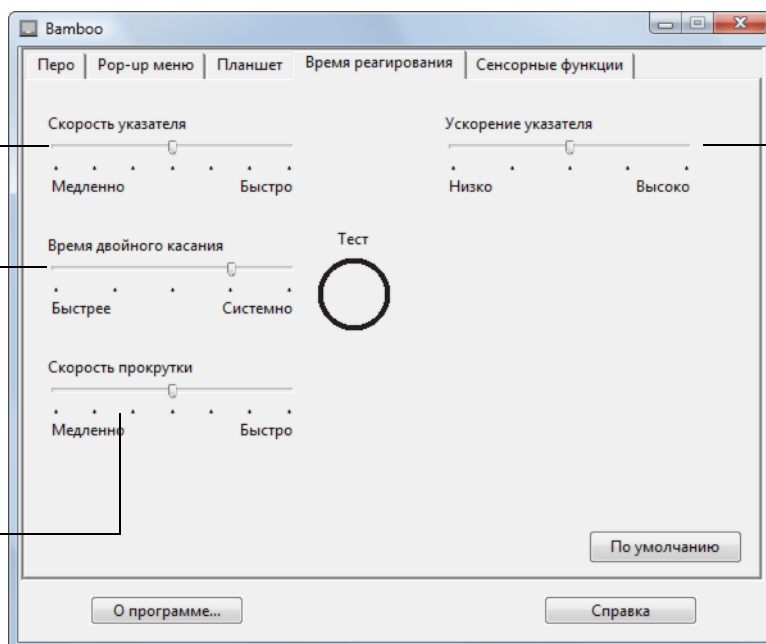 Bamboo
Перо Pop-up меню Планшет Время реагирования Сенсорные функции
Скорость указателя Ускорение указателя
Медленно Быстро Низко Высоко
Время двойного касания Тест
Быстрее Системно
Скорость прокрутки
Медленно Быстро
По умолчанию
О программе... Справка